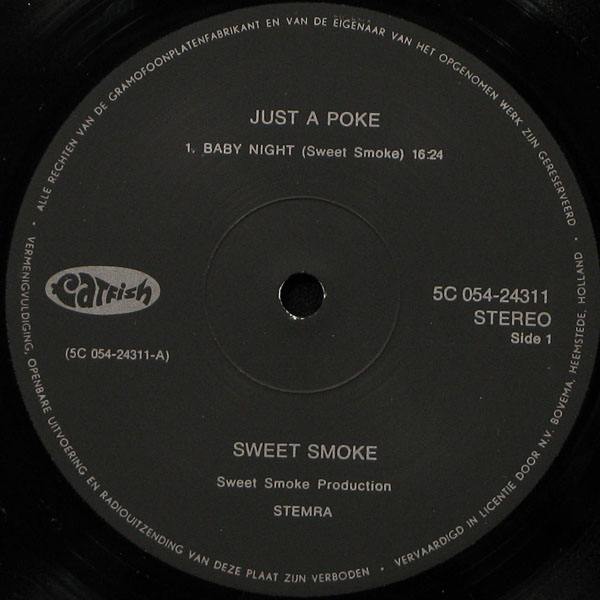 ALLE RECHTEN VAN DE GRAMOFOONPLATENFABRIKANT EN VAN DE EIGENAAR VAN HET OPGENOMEN WERK ZIJN GERESERVEERD •
JUST A POKE
1. BABY NIGHT (Sweet Smoke) 16:24
Catfish
5C 054-24311
STEREO
Side 1
(5C 054-24311-A)
SWEET SMOKE
Sweet Smoke Production
STEMRA
VERMENIGVULDIGING, OPENBARE UITVOERING EN RADIOUITZENDING VAN DEZE PLAAT ZIJN VERBODEN •
VERVAARDIGD IN LICENTIE DOOR N.V. BOVEMA, HEEMSTEDE, HOLLAND •